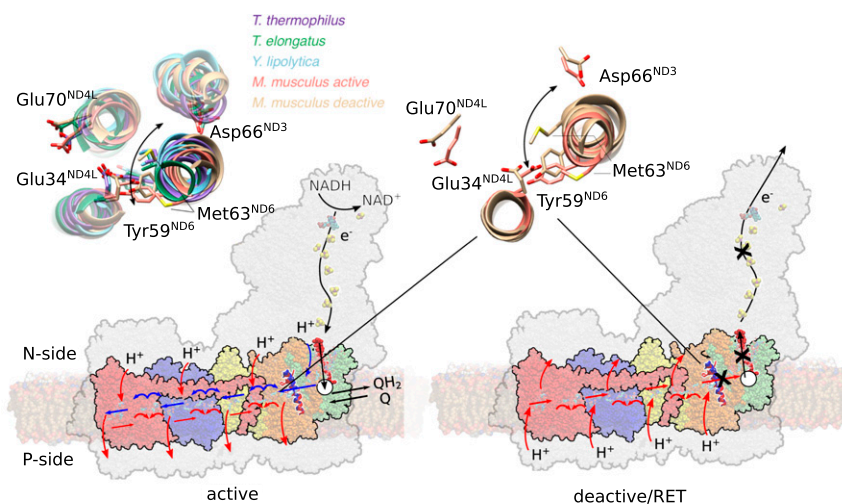 T. thermophilus
T. elongatus
Y. lipolytica
M. musculus active
M. musculus deactive
Glu70ND4L
Asp66ND3
Glu34ND4L
Met63ND6
Tyr59ND6
Asp66ND3
Glu70ND4L
Glu34ND4L
Met63ND6
Tyr59ND6
NADH
NAD+
e-
e-
H+
N-side
H+
H+
H+
QH2
Q
P-side
H+
H+
H+
H+
active
deactive/RET